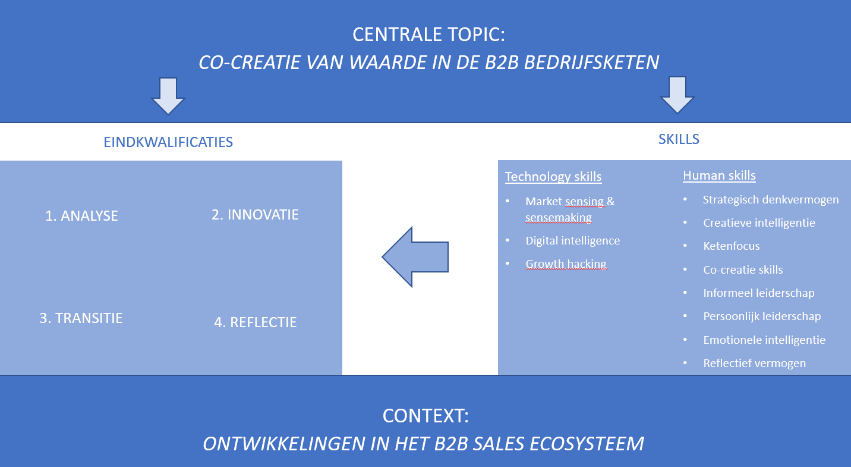 CENTRALE TOPIC:
CO-CREATIE VAN WAARDE IN DE B2B BEDRIJFSKETEN
EINDKWALIFICATIES
1. ANALYSE
2. INNOVATIE
3. TRANSITIE
4. REFLECTIE
SKILLS
Technology skills
• Market sensing &
sensemaking
• Digital intelligence
• Growth hacking
Human skills
• Strategisch denkvermogen
• Creatieve intelligentie
• Ketenfocus
• Co-creatie skills
• Informeel leiderschap
• Persoonlijk leiderschap
• Emotionele intelligentie
• Reflectief vermogen
CONTEXT:
ONTWIKKELINGEN IN HET B2B SALES ECOSYSTEEM